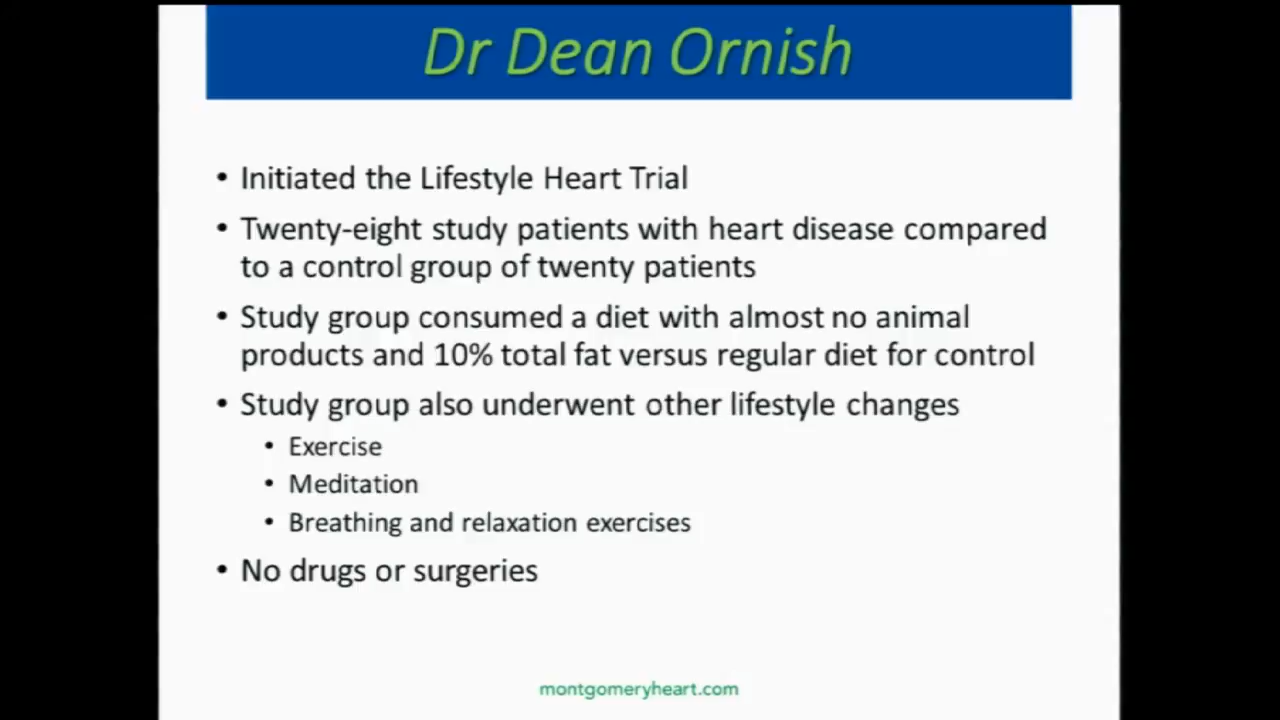 Dr Dean Ornish
• Initiated the Lifestyle Heart Trial
• Twenty-eight study patients with heart disease compared
to a control group of twenty patients
• Study group consumed a diet with almost no animal
products and 10% total fat versus regular diet for control
• Study group also underwent other lifestyle changes
• Exercise
• Meditation
• Breathing and relaxation exercises
• No drugs or surgeries
montgomeryheart.com